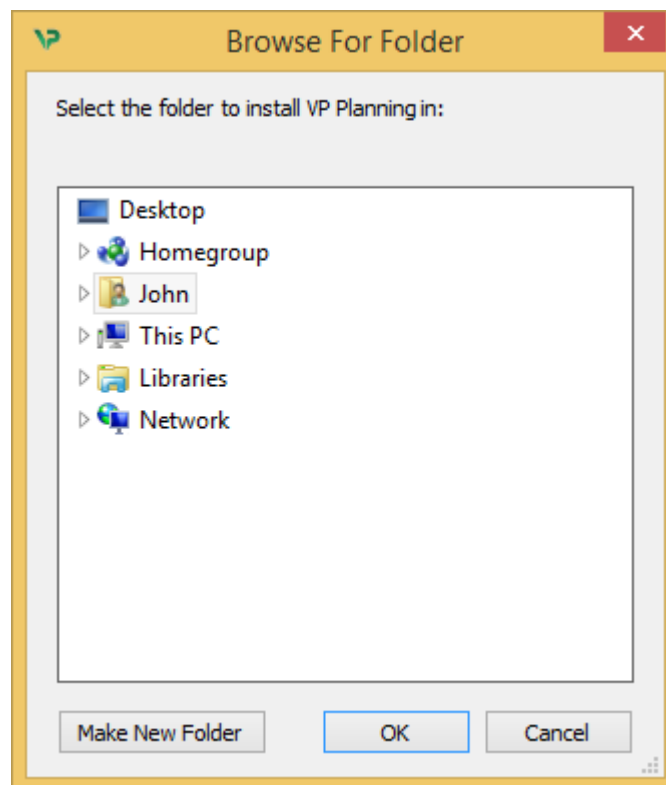 VP
Browse For Folder
Select the folder to install VP Planning in:
Desktop
Homegroup
John
This PC
Libraries
Network
Make New Folder OK Cancel